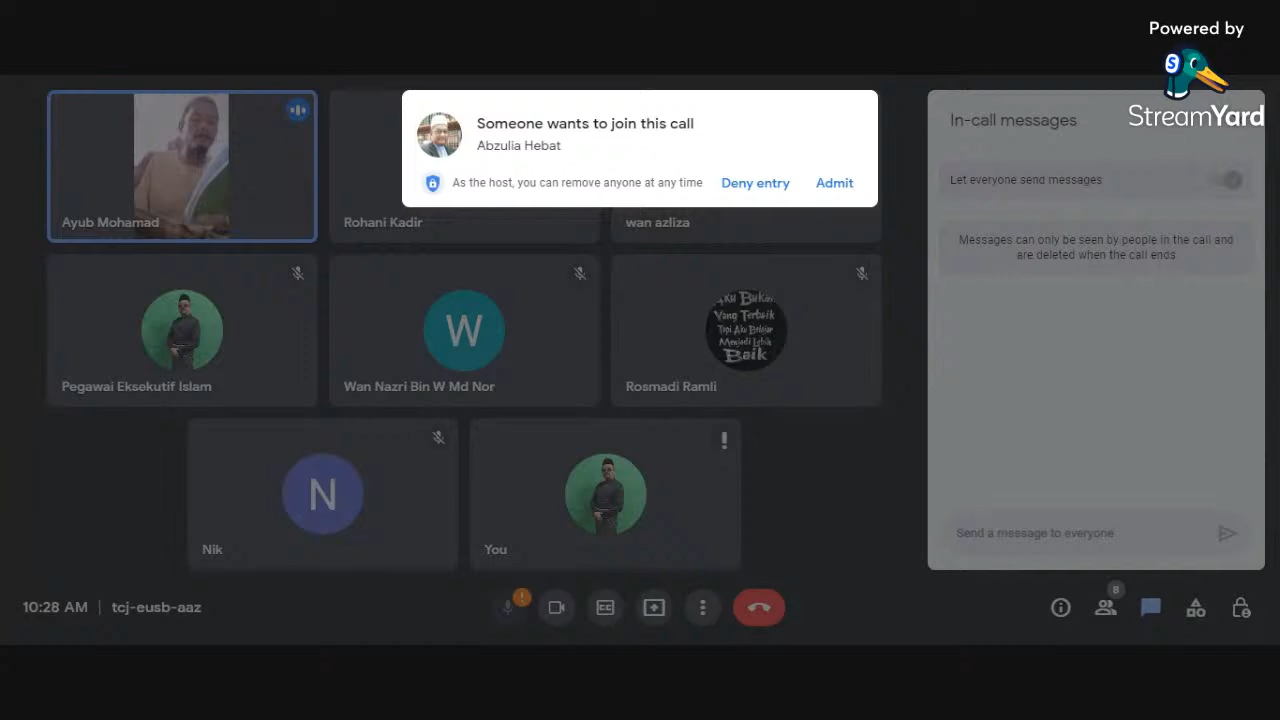 Powered by
StreamYard
Someone wants to join this call
Abzulia Hebat
As the host, you can remove anyone at any time
Deny entry
Admit
Ayub Mohamad
Rohani Kadir
wan azliza
In-call messages
Let everyone send messages
Messages can only be seen by people in the call and
are deleted when the call ends
Pegawai Eksekutif Islam
W
Wan Nazri Bin W Md Nor
Aku Bukan
Yang Terbaik
Tapi Aku Belajar
Menjadi Lebih
Baik
Rosmadi Ramli
N
Nik
You
Send a message to everyone
10:28 AM | tcj-eusb-aaz
CC
8